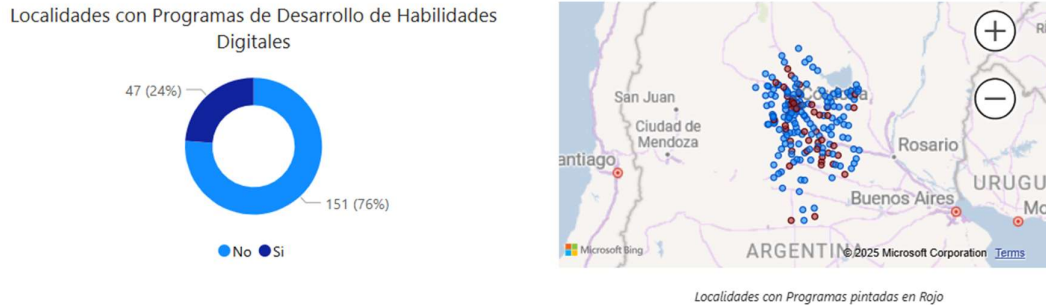 Localidades con Programas de Desarrollo de Habilidades
Digitales
47 (24%)
151 (76%)
No Si
San Juan
Ciudad de
Mendoza
antiago
Rosario
URUGU
Buenos Aires
Mo
ARGENTINA
Microsoft Bing
© 2025 Microsoft Corporation Terms
Localidades con Programas pintadas en Rojo